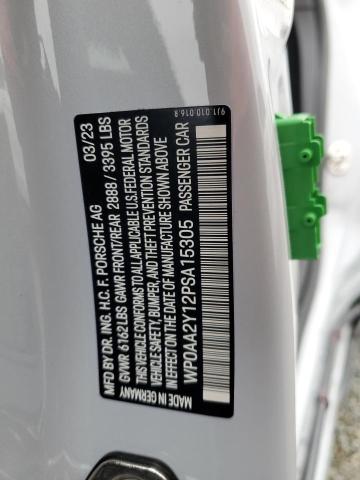 9J1.010.016.R
MFD BY: DR. ING. H.C. F. PORSCHE AG 03/23
GVWR 6162LBS GAWR FRONT/REAR 2888 / 3395 LBS
THIS VEHICLE CONFORMS TO ALL APPLICABLE U.S.FEDERAL MOTOR
VEHICLE SAFETY, BUMPER, AND THEFT PREVENTION STANDARDS
IN EFFECT ON THE DATE OF MANUFACTURE SHOWN ABOVE
WP0AA2Y12PSA15305 PASSENGER CAR
MADE IN GERMANY